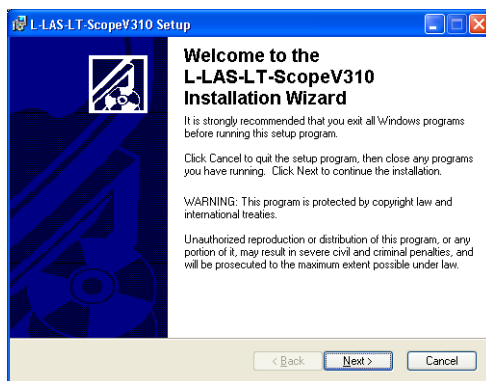 L-LAS-LT-ScopeV310 Setup
Welcome to the
L-LAS-LT-ScopeV310
Installation Wizard
It is strongly recommended that you exit all Windows programs
before running this setup program.
Click Cancel to quit the setup program, then close any programs
you have running. Click Next to continue the installation.
WARNING: This program is protected by copyright law and
international treaties.
Unauthorized reproduction or distribution of this program, or any
portion of it, may result in severe civil and criminal penalties, and
will be prosecuted to the maximum extent possible under law.
< Back Next > Cancel